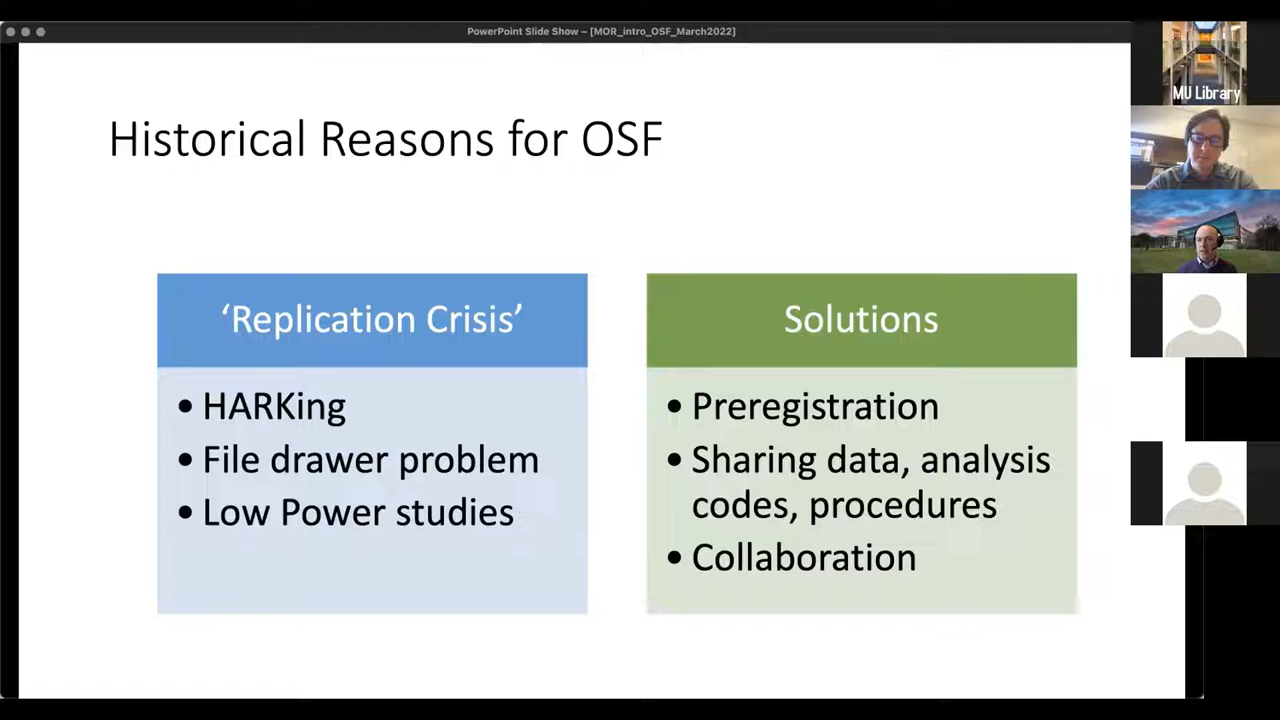 PowerPoint Slide Show – [MOR_intro_OSF_March2022]
MU Library
Historical Reasons for OSF
‘Replication Crisis’
• HARKing
• File drawer problem
• Low Power studies
Solutions
• Preregistration
• Sharing data, analysis
codes, procedures
• Collaboration